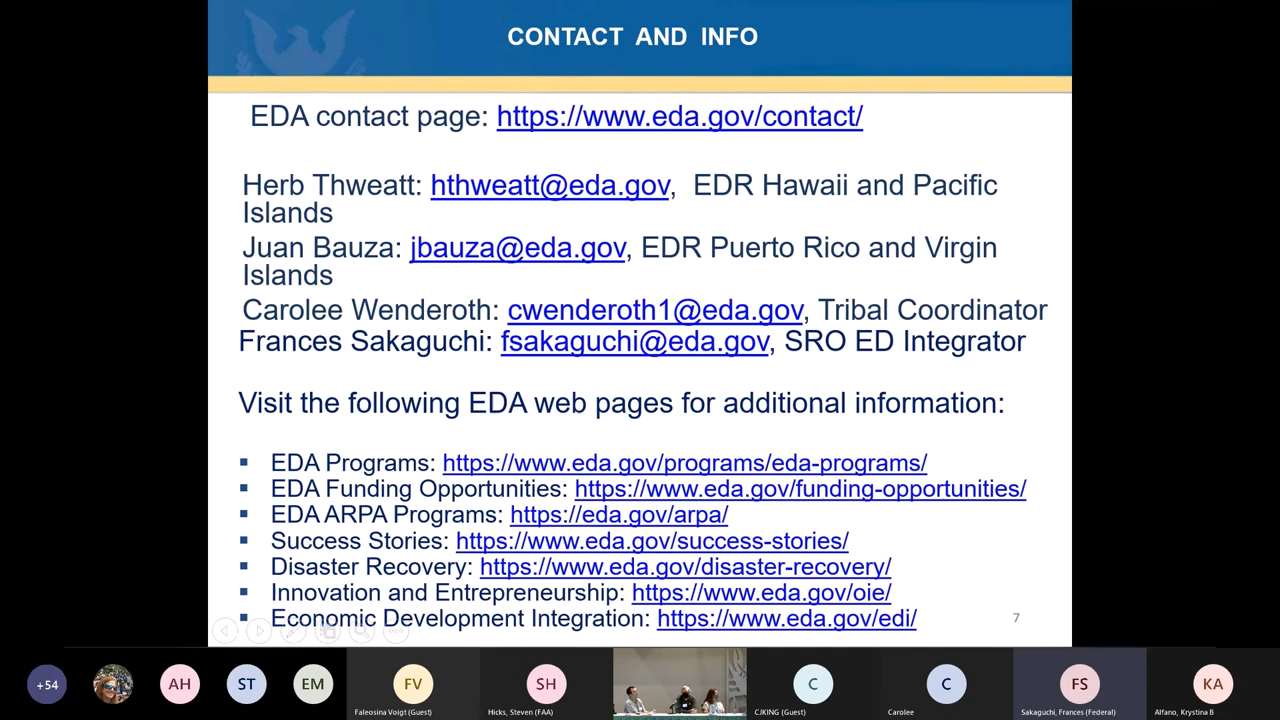 CONTACT AND INFO
EDA contact page: https://www.eda.gov/contact/
Herb Thweatt: hthweatt@eda.gov, EDR Hawaii and Pacific
Islands
Juan Bauza: jbauza@eda.gov, EDR Puerto Rico and Virgin
Islands
Carolee Wenderoth: cwenderoth1@eda.gov, Tribal Coordinator
Frances Sakaguchi: fsakaguchi@eda.gov, SRO ED Integrator
Visit the following EDA web pages for additional information:
▪ EDA Programs: https://www.eda.gov/programs/eda-programs/
▪ EDA Funding Opportunities: https://www.eda.gov/funding-opportunities/
▪ EDA ARPA Programs: https://eda.gov/arpa/
▪ Success Stories: https://www.eda.gov/success-stories/
▪ Disaster Recovery: https://www.eda.gov/disaster-recovery/
▪ Innovation and Entrepreneurship: https://www.eda.gov/oie/
▪ Economic Development Integration: https://www.eda.gov/edi/
7
+54 AH ST EM FV SH C C FS KA
Faleosina Voigt (Guest) Hicks, Steven (FAA) CJKING (Guest) Carolee Sakaguchi, Frances (Federal) Alfano, Krystina B